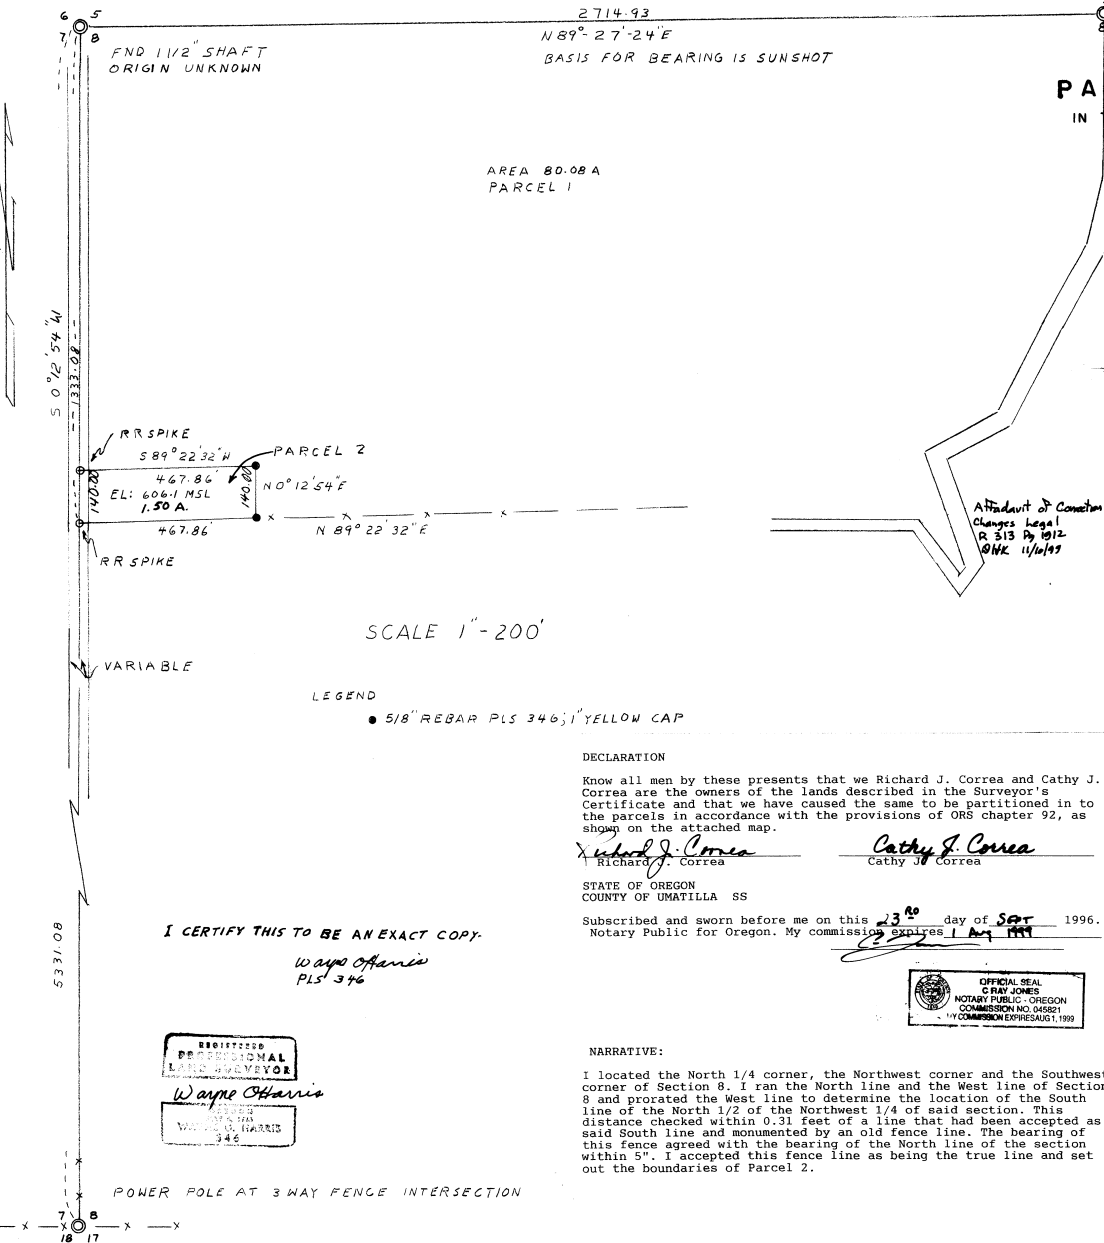 6 5
7 8
2714.93
N 89°-27'-24"E
BASIS FOR BEARING IS SUNSHOT
8
FND 1 1/2" SHAFT
ORIGIN UNKNOWN
PA
IN
AREA 80.08 A
PARCEL 1
S 0°12'54"W
1333.08
RR SPIKE
S 89°22'32"W
PARCEL 2
467.86'
140.00
EL: 606.1 MSL
1.50 A.
140.00
N 0°12'54"E
467.86'
N 89°22'32"E
RR SPIKE
Affadavit of Correction
Changes Legal
R 313 Pg 1912
11/10/97
SCALE 1"-200'
VARIABLE
LEGEND
5/8" REBAR PLS 346; 1" YELLOW CAP
DECLARATION
Know all men by these presents that we Richard J. Correa and Cathy J.
Correa are the owners of the lands described in the Surveyor's
Certificate and that we have caused the same to be partitioned in to
the parcels in accordance with the provisions of ORS chapter 92, as
shown on the attached map.
Richard J. Correa Cathy J. Correa
Richard J. Correa Cathy J. Correa
STATE OF OREGON
COUNTY OF UMATILLA SS
Subscribed and sworn before me on this 23RD day of SEPT 1996.
Notary Public for Oregon. My commission expires 1 Aug 1999
5331.08
I CERTIFY THIS TO BE AN EXACT COPY.
Wayne O Harris
PLS 346
OFFICIAL SEAL
C RAY JONES
NOTARY PUBLIC - OREGON
COMMISSION NO. 045821
MY COMMISSION EXPIRES AUG 1, 1999
REGISTERED
PROFESSIONAL
LAND SURVEYOR
Wayne O Harris
OREGON
WAYNE O. HARRIS
346
NARRATIVE:
I located the North 1/4 corner, the Northwest corner and the Southwest
corner of Section 8. I ran the North line and the West line of Section
8 and prorated the West line to determine the location of the South
line of the North 1/2 of the Northwest 1/4 of said section. This
distance checked within 0.31 feet of a line that had been accepted as
said South line and monumented by an old fence line. The bearing of
this fence agreed with the bearing of the North line of the section
within 5". I accepted this fence line as being the true line and set
out the boundaries of Parcel 2.
POWER POLE AT 3 WAY FENCE INTERSECTION
7 8
18 17